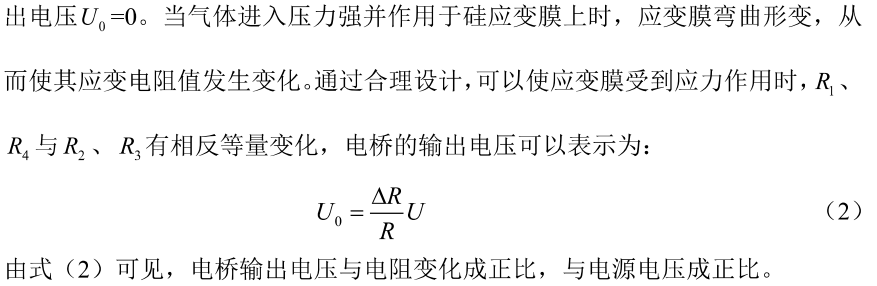 出电压U₀=0。当气体进入压力强并作用于硅应变膜上时，应变膜弯曲形变，从
而使其应变电阻值发生变化。通过合理设计，可以使应变膜受到应力作用时，R₁、
R₄与R₂、R₃有相反等量变化，电桥的输出电压可以表示为：
U₀ = ΔR/R U （2）
由式（2）可见，电桥输出电压与电阻变化成正比，与电源电压成正比。